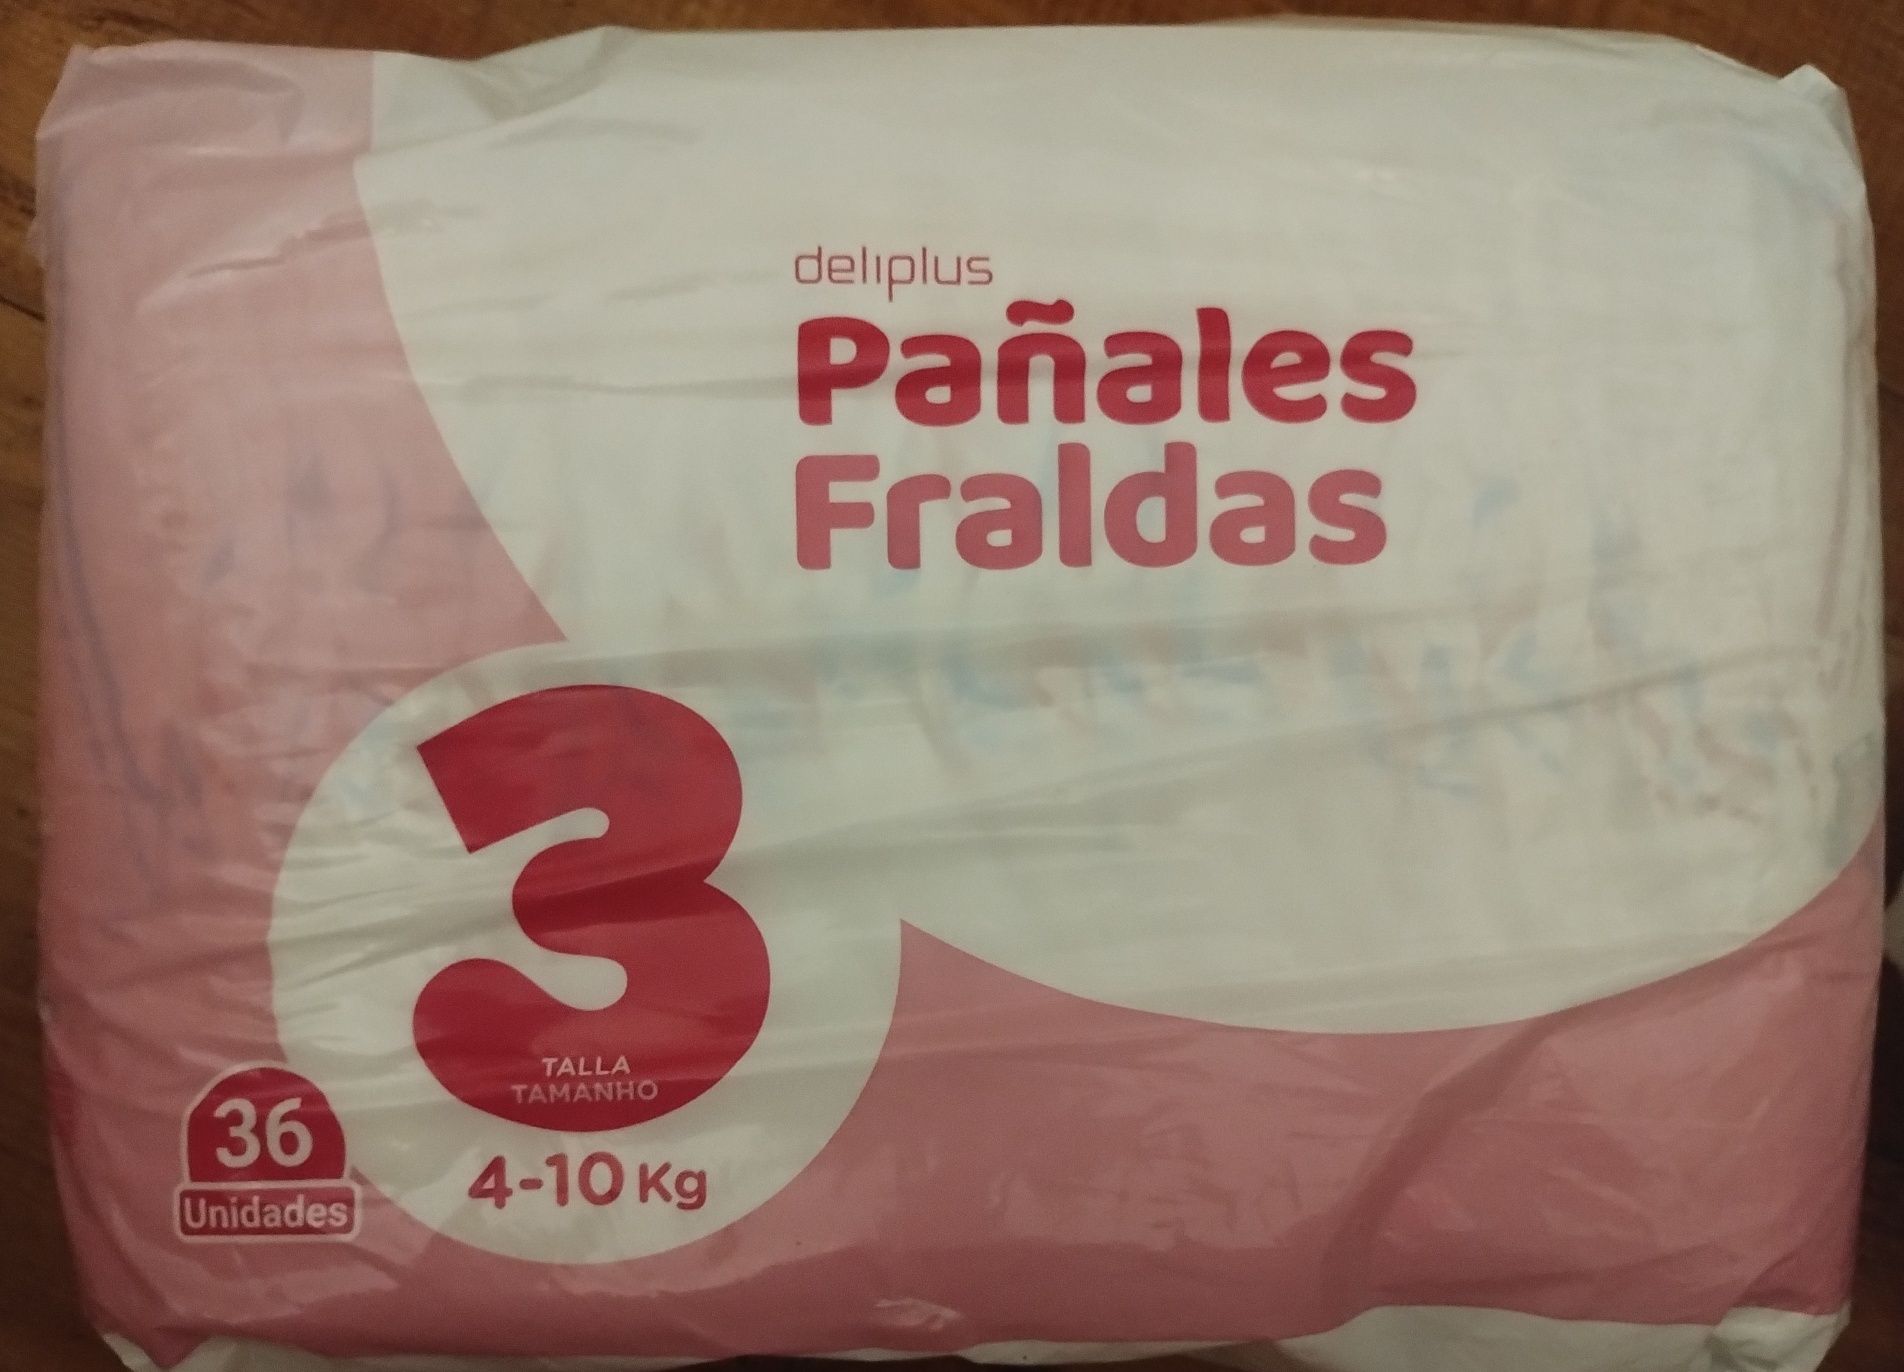 deliplus
Pañales
Fraldas
3
TALLA
TAMANHO
4-10 Kg
36
Unidades